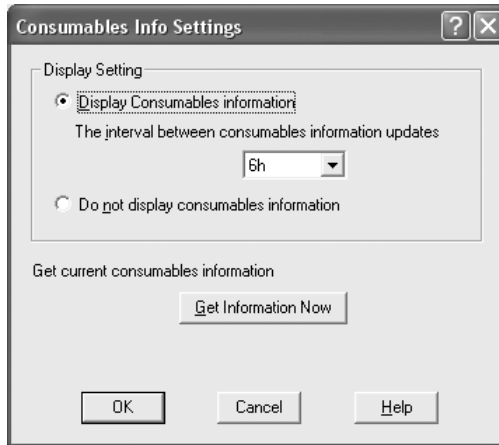 Consumables Info Settings
Display Setting
Display Consumables information
The interval between consumables information updates
6h
Do not display consumables information
Get current consumables information
Get Information Now
OK Cancel Help